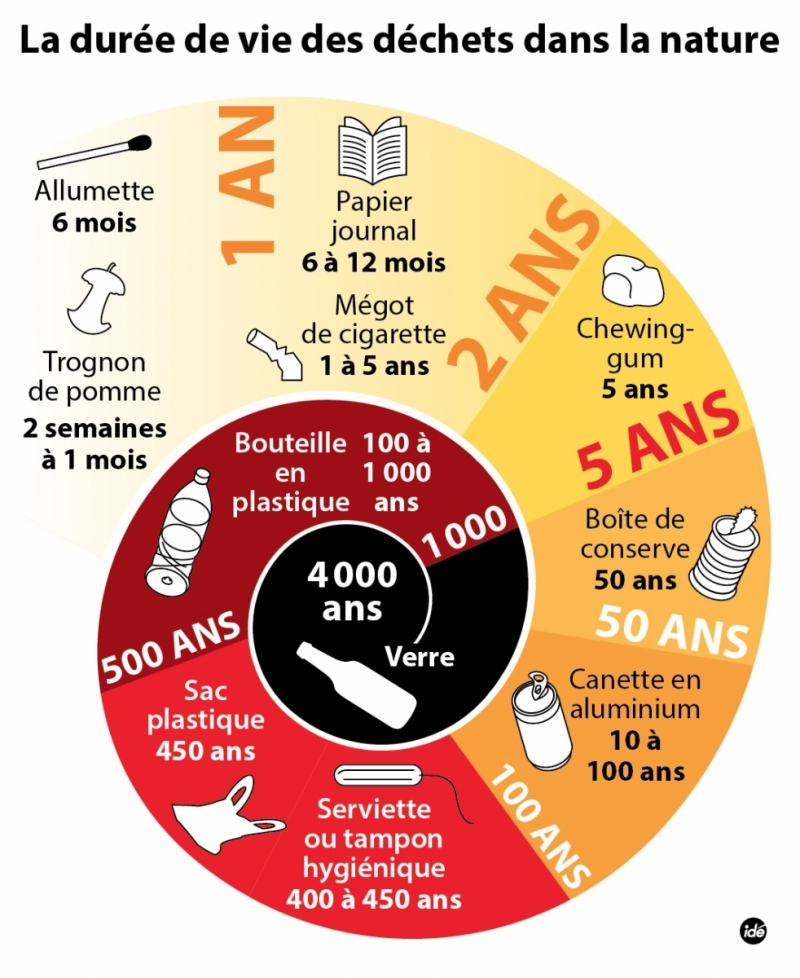 La durée de vie des déchets dans la nature
Allumette
6 mois
1 AN
Papier
journal
6 à 12 mois
2 ANS
Trognon
de pomme
2 semaines
à 1 mois
Mégot
de cigarette
1 à 5 ans
Chewing-
gum
5 ans
5 ANS
Boîte de
conserve
50 ans
50 ANS
Canette en
aluminium
10 à
100 ans
100 ANS
Serviette
ou tampon
hygiénique
400 à 450 ans
Sac
plastique
450 ans
500 ANS
Bouteille
en
plastique
100 à
1 000
ans
1 000
4 000
ans
Verre
idé